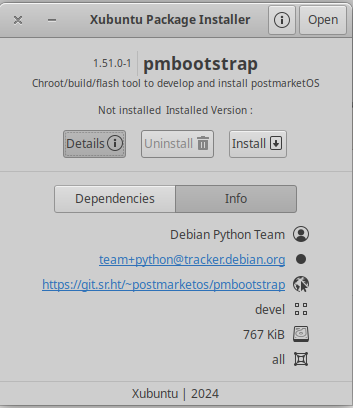 Xubuntu Package Installer
Open
1.51.0-1 pmbootstrap
Chroot/build/flash tool to develop and install postmarketOS
Not installed Installed Version :
Details Uninstall Install
Dependencies Info
Debian Python Team
team+python@tracker.debian.org
https://git.sr.ht/~postmarketos/pmbootstrap
devel
767 KiB
all
Xubuntu | 2024